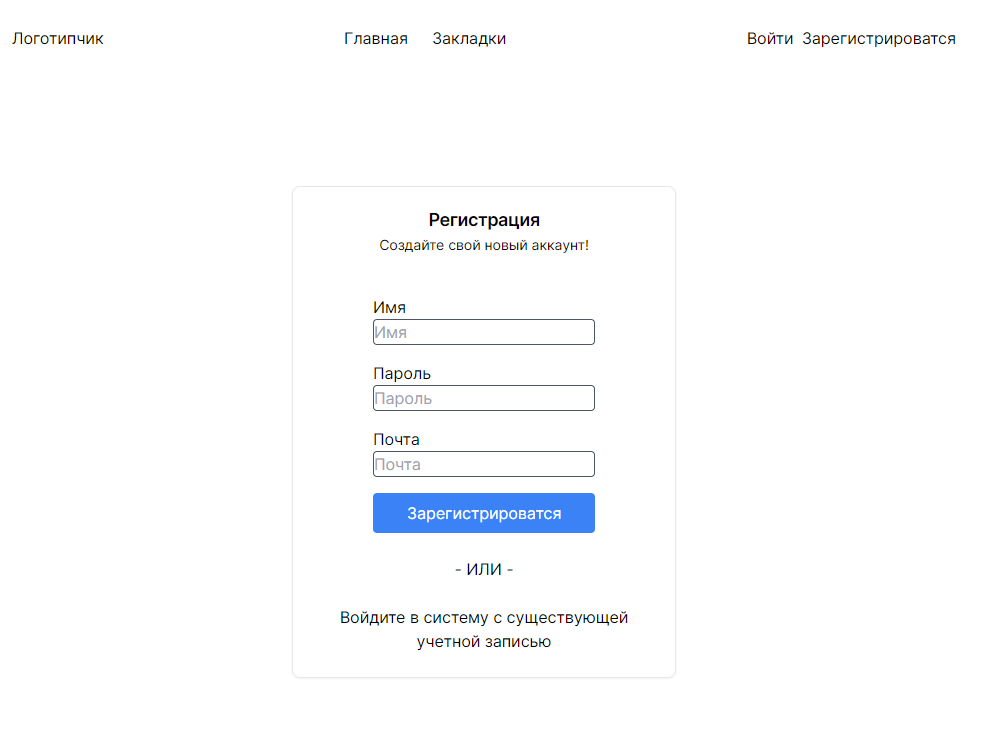 Логотипчик Главная Закладки Войти Зарегистрироватся
Регистрация
Создайте свой новый аккаунт!
Имя
Имя
Пароль
Пароль
Почта
Почта
Зарегистрироватся
- ИЛИ -
Войдите в систему с существующей
учетной записью